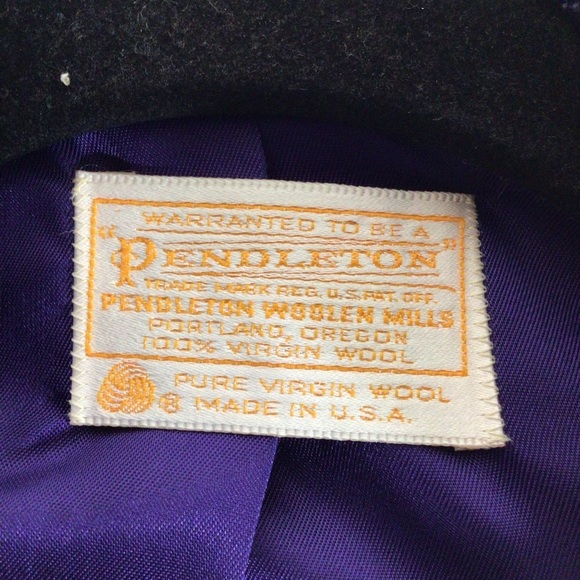 WARRANTED TO BE A
"PENDLETON"
TRADE MARK REG. U.S. PAT. OFF.
PENDLETON WOOLEN MILLS
PORTLAND, OREGON
100% VIRGIN WOOL
PURE VIRGIN WOOL
® MADE IN U.S.A.